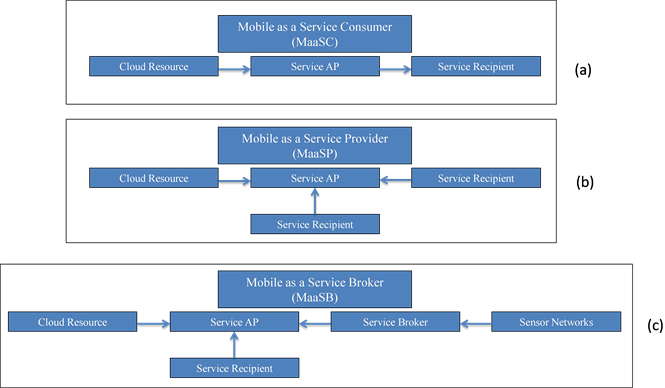 Mobile as a Service Consumer
(MaaSC)
Cloud Resource
Service AP
Service Recipient
(a)
Mobile as a Service Provider
(MaaSP)
Cloud Resource
Service AP
Service Recipient
(b)
Service Recipient
Mobile as a Service Broker
(MaaSB)
Cloud Resource
Service AP
Service Broker
Sensor Networks
(c)
Service Recipient